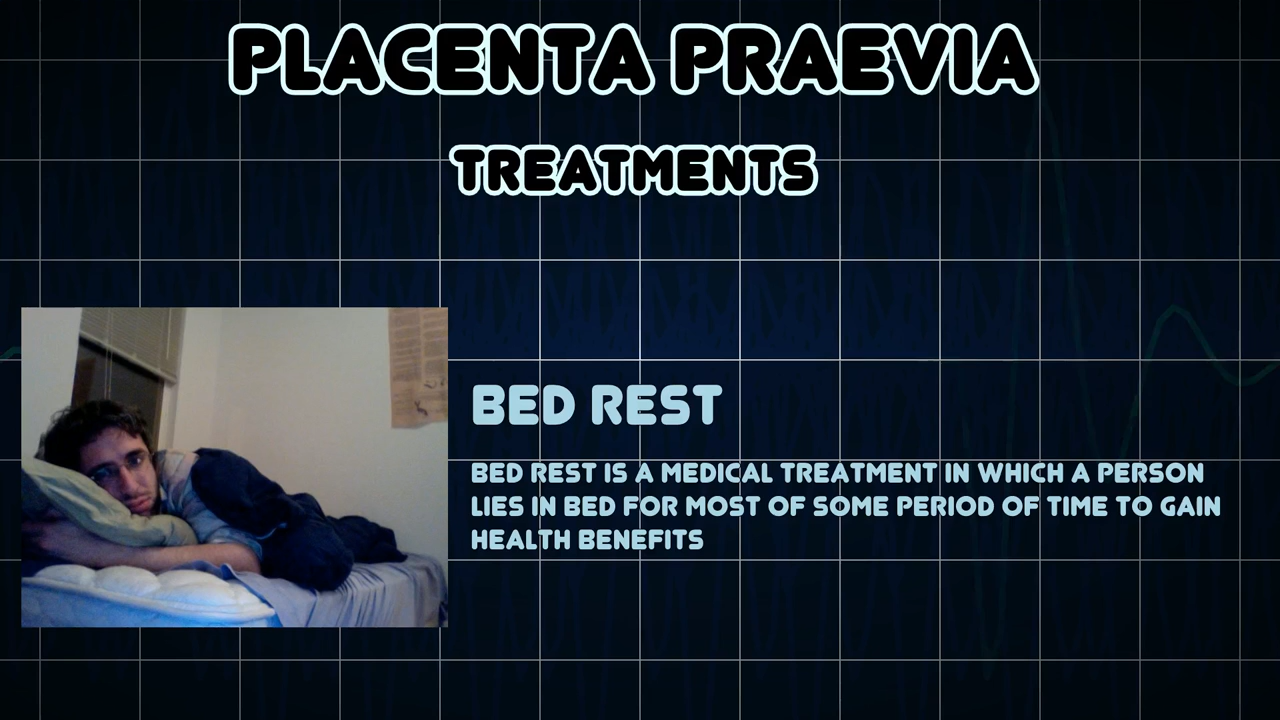 PLACENTA PRAEVIA
TREATMENTS
BED REST
BED REST IS A MEDICAL TREATMENT IN WHICH A PERSON
LIES IN BED FOR MOST OF SOME PERIOD OF TIME TO GAIN
HEALTH BENEFITS